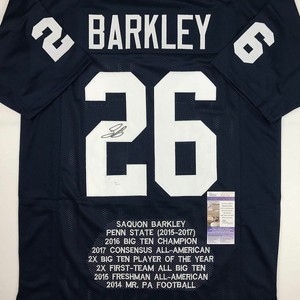 26
BARKLEY
26
26
SAQUON BARKLEY
PENN STATE (2015-2017)
2016 BIG TEN CHAMPION
2017 CONSENSUS ALL-AMERICAN
2X BIG TEN PLAYER OF THE YEAR
2X FIRST-TEAM ALL BIG TEN
2015 FRESHMAN ALL-AMERICAN
2014 MR. PA FOOTBALL